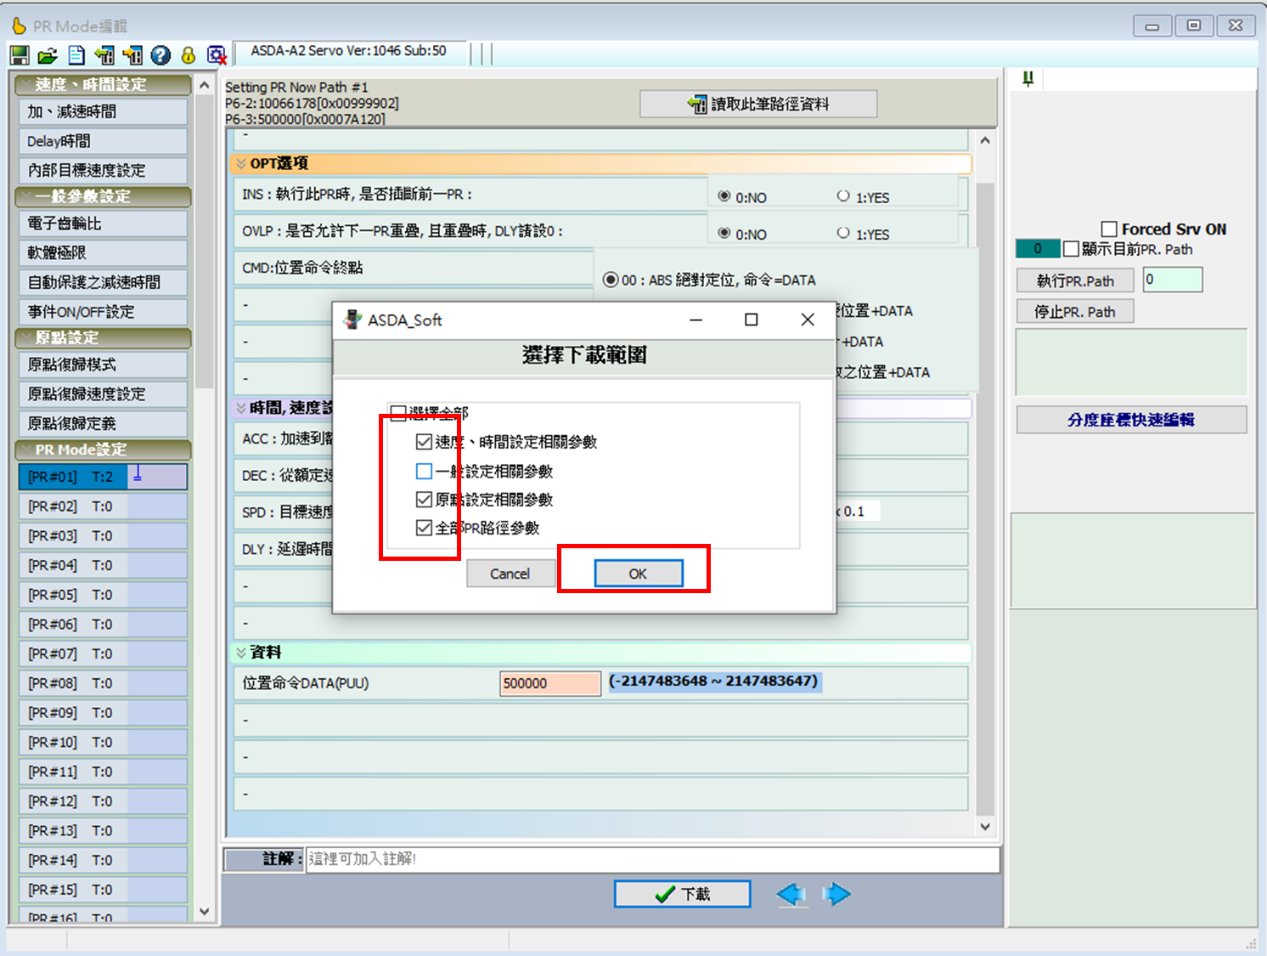 PR Mode編輯
ASDA-A2 Servo Ver:1046 Sub:50
速度、時間設定
加、減速時間
Delay時間
內部目標速度設定
一般參數設定
電子齒輪比
軟體極限
自動保護之減速時間
事件ON/OFF設定
原點設定
原點復歸模式
原點復歸速度設定
原點復歸定義
PR Mode設定
[PR#01] T:2
[PR#02] T:0
[PR#03] T:0
[PR#04] T:0
[PR#05] T:0
[PR#06] T:0
[PR#07] T:0
[PR#08] T:0
[PR#09] T:0
[PR#10] T:0
[PR#11] T:0
[PR#12] T:0
[PR#13] T:0
[PR#14] T:0
[PR#15] T:0
[PR#16] T:0
Setting PR Now Path #1
P6-2:10066178[0x00999902]
P6-3:500000[0x0007A120]
讀取此筆路徑資料
-
OPT選項
INS : 執行此PR時, 是否插斷前一PR :
0:NO 1:YES
OVLP : 是否允許下一PR重疊, 且重疊時, DLY請設0 :
0:NO 1:YES
CMD:位置命令終點
00 : ABS 絕對定位, 命令=DATA
-
位置+DATA
-
+DATA
-
之位置+DATA
時間, 速度設
ACC : 加速到
DEC : 從額定速
SPD : 目標速度
x 0.1
DLY : 延遲時間
-
-
資料
位置命令DATA(PUU) 500000 (-2147483648 ~ 2147483647)
-
-
-
註解 : 這裡可加入註解!
下載
ASDA_Soft
選擇下載範圍
選擇全部
速度、時間設定相關參數
一般設定相關參數
原點設定相關參數
全部PR路徑參數
Cancel OK
Forced Srv ON
0 顯示目前PR. Path
執行PR.Path 0
停止PR. Path
分度座標快速編輯